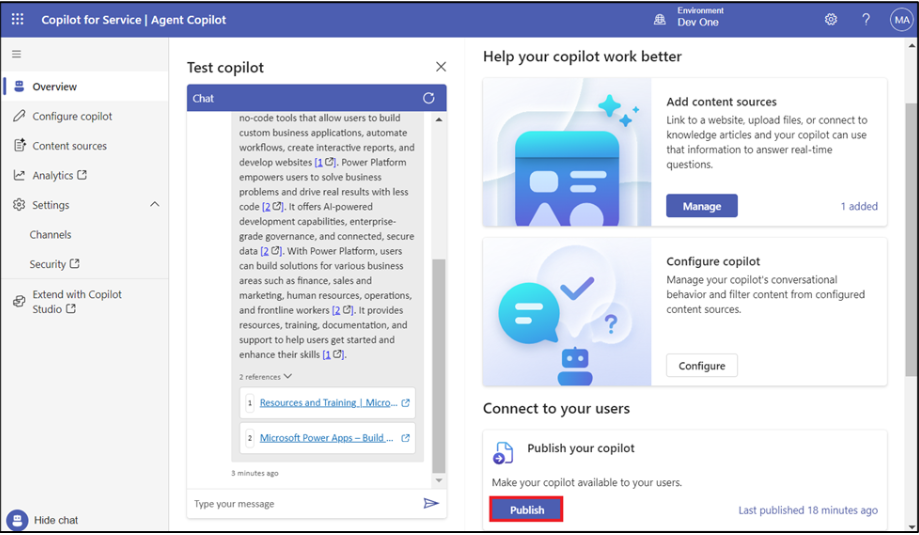 Copilot for Service | Agent Copilot
Environment
Dev One
?
MA
Overview
Configure copilot
Content sources
Analytics
Settings
Channels
Security
Extend with Copilot
Studio
Hide chat
Test copilot
Chat
no-code tools that allow users to build
custom business applications, automate
workflows, create interactive reports, and
develop websites [1]. Power Platform
empowers users to solve business
problems and drive real results with less
code [2]. It offers AI-powered
development capabilities, enterprise-
grade governance, and connected, secure
data [2]. With Power Platform, users
can build solutions for various business
areas such as finance, sales and
marketing, human resources, operations,
and frontline workers [2]. It provides
resources, training, documentation, and
support to help users get started and
enhance their skills [1].
2 references
1 Resources and Training | Micro...
2 Microsoft Power Apps – Build ...
3 minutes ago
Type your message
Help your copilot work better
Add content sources
Link to a website, upload files, or connect to
knowledge articles and your copilot can use
that information to answer real-time
questions.
Manage
1 added
Configure copilot
Manage your copilot's conversational
behavior and filter content from configured
content sources.
?
Configure
Connect to your users
Publish your copilot
Make your copilot available to your users.
Publish
Last published 18 minutes ago